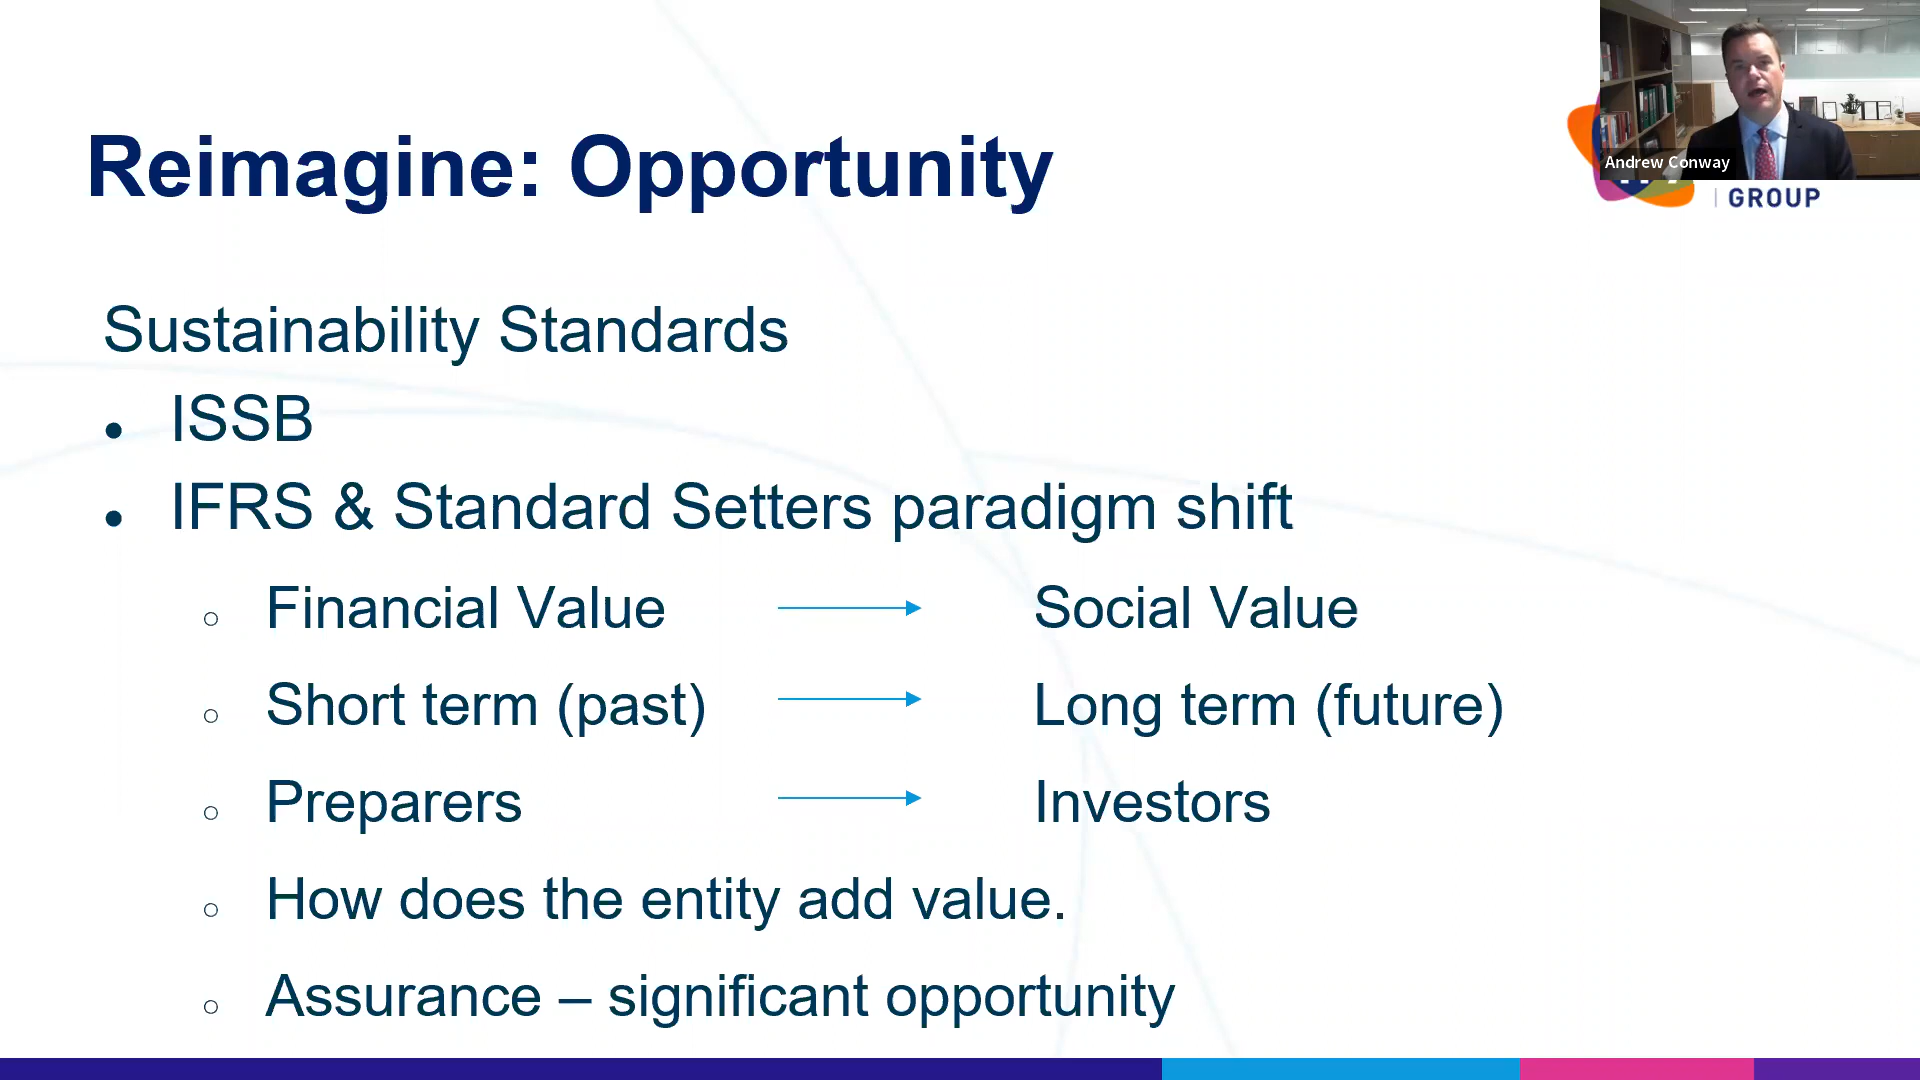 Reimagine: Opportunity
Andrew Conway
| GROUP
Sustainability Standards
• ISSB
• IFRS & Standard Setters paradigm shift
○ Financial Value → Social Value
○ Short term (past) → Long term (future)
○ Preparers → Investors
○ How does the entity add value.
○ Assurance – significant opportunity